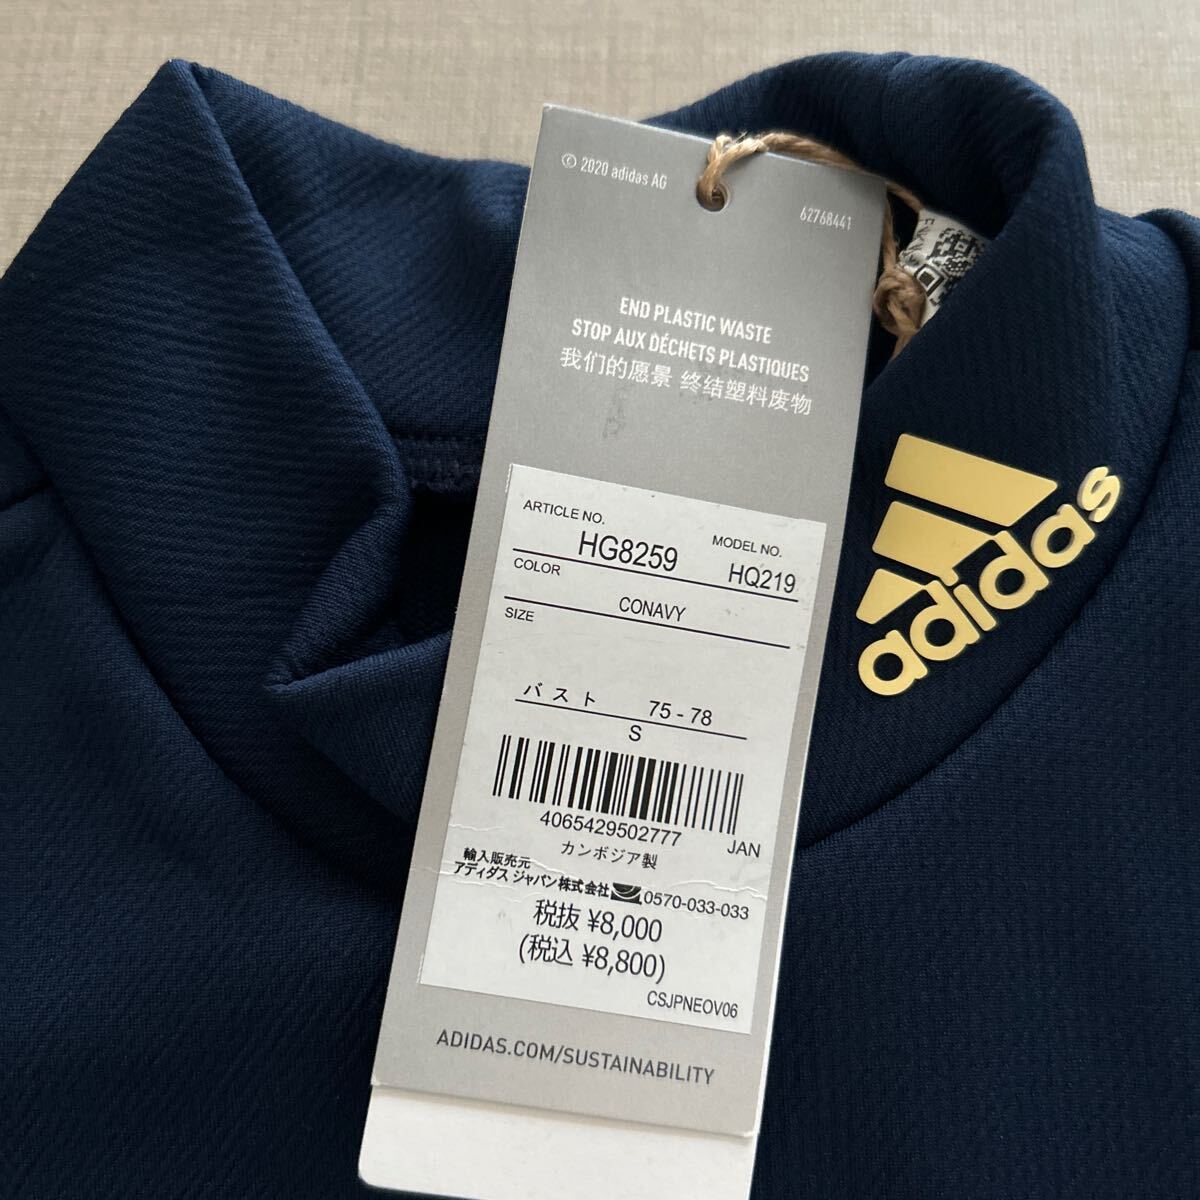 © 2020 adidas AG
62768441
END PLASTIC WASTE
STOP AUX DÉCHETS PLASTIQUES
我们的愿景 终结塑料废物
ARTICLE NO.
HG8259
MODEL NO.
HQ219
COLOR
CONAVY
SIZE
バスト 75 - 78
S
4065429502777
JAN
カンボジア製
輸入販売元
アディダス ジャパン株式会社
0570-033-033
税抜 ¥8,000
(税込 ¥8,800)
CSJPNEOV06
ADIDAS.COM/SUSTAINABILITY
adidas